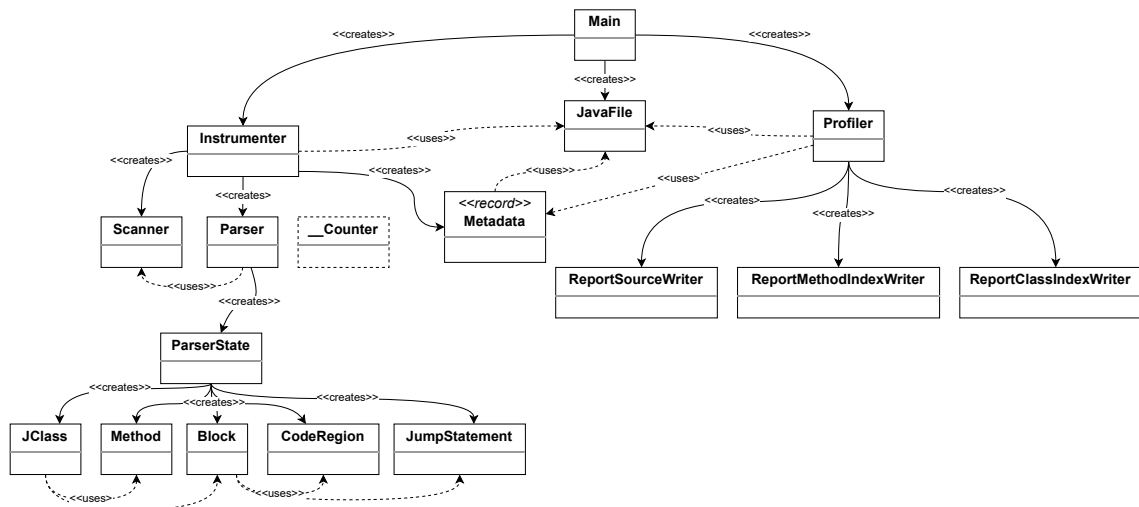 Main
<<creates>>
<<creates>>
<<creates>>
JavaFile
Profiler
Instrumenter
<<uses>>
<<uses>
<<creates>>
<<creates>
<<creates>>
<<uses>>
<<uses>
<<record>>
Metadata
Scanner
Parser
__Counter
<<creates>
<<creates>>
<<creates>>
ReportSourceWriter
ReportMethodIndexWriter
ReportClassIndexWriter
<<uses>>
<<creates>>
ParserState
<<creates>>
<<creates>>
<<creates>>
JClass
Method
Block
CodeRegion
JumpStatement
<<uses>>
<<uses>>